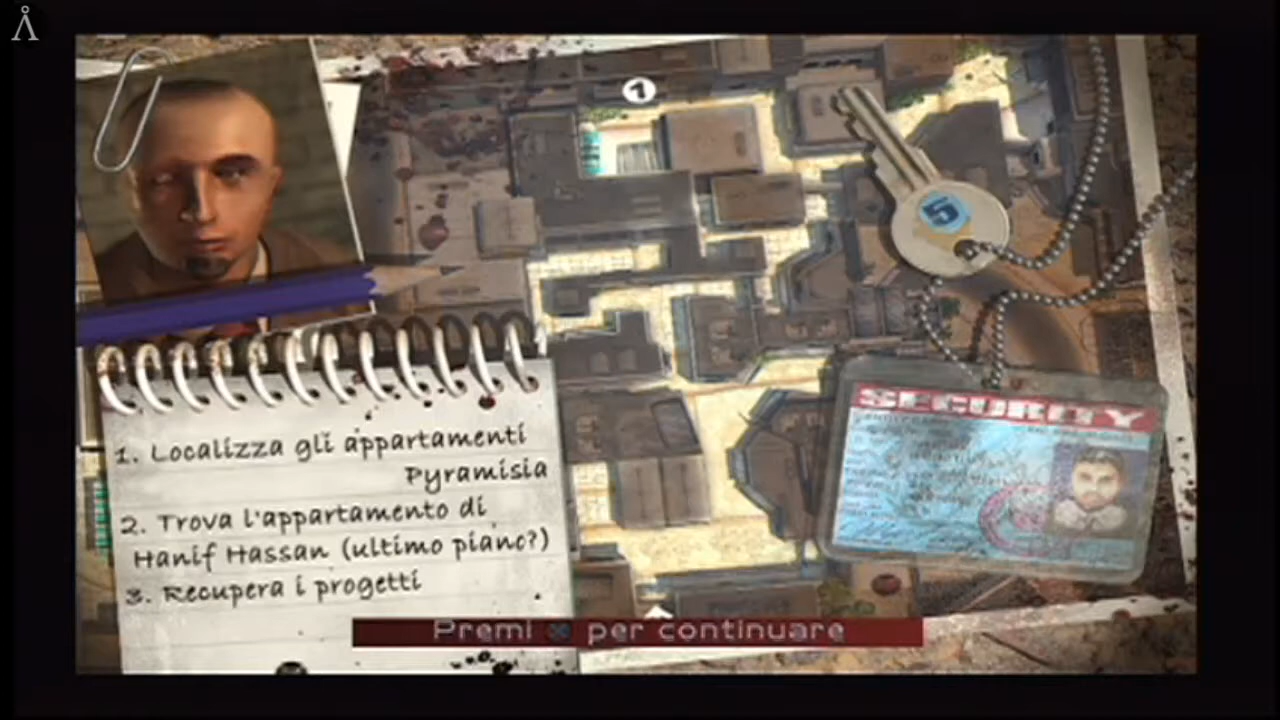 Å
1
5
SECURITY
1. Localizza gli appartamenti
Pyramisia
2. Trova l'appartamento di
Hanif Hassan (ultimo piano?)
3. Recupera i progetti
Premi per continuare